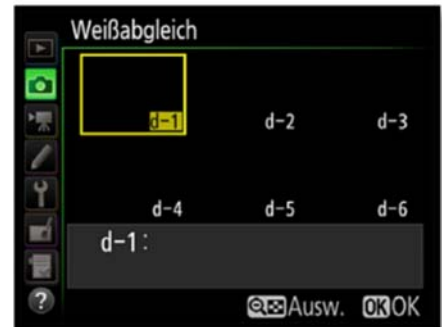 Weißabgleich
d-1 d-2 d-3
d-4 d-5 d-6
d-1:
Ausw. OK OK
?